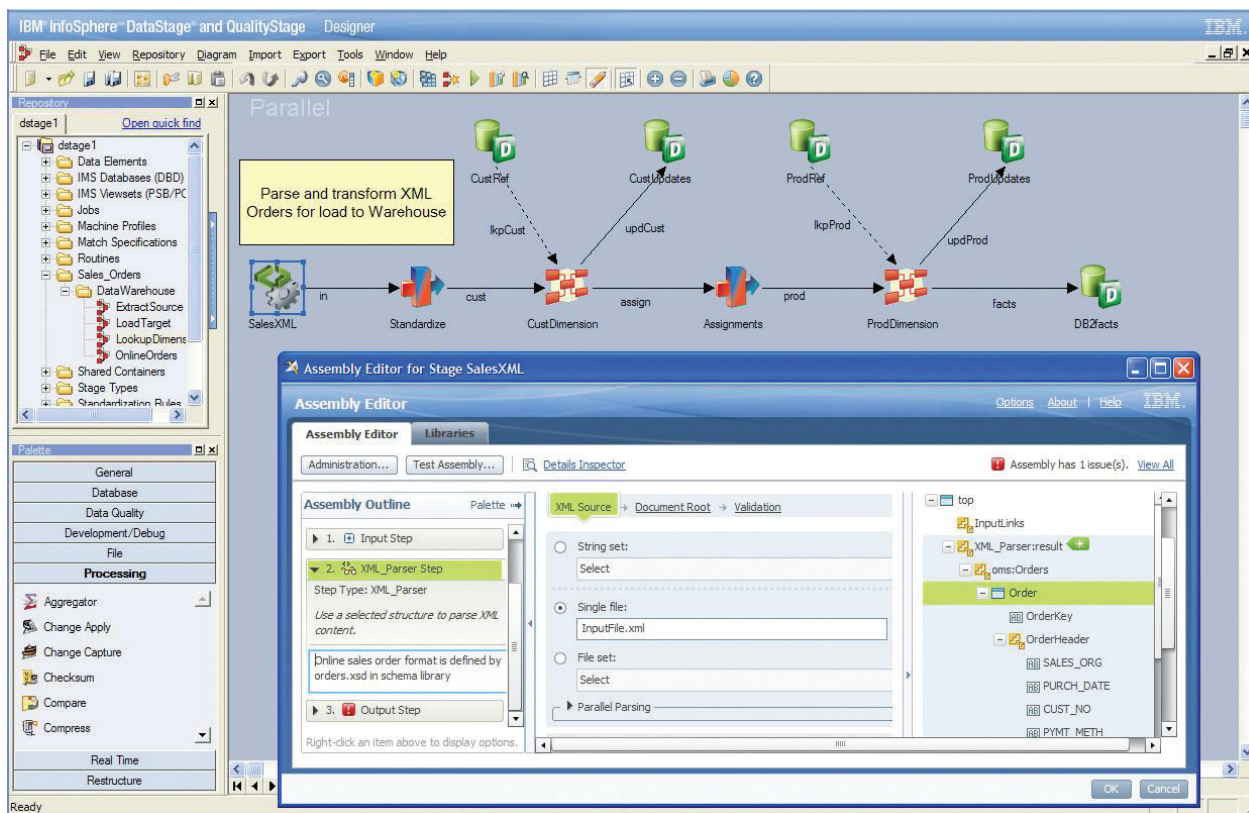 IBM® InfoSphere™ DataStage® and QualityStage Designer
IBM.
File Edit View Repository Diagram Import Export Tools Window Help
Repository
dstage1 Open quick find
dstage1
Data Elements
IMS Databases (DBD)
IMS Viewsets (PSB/PC
Jobs
Machine Profiles
Match Specifications
Routines
Sales_Orders
DataWarehouse
ExtractSource
LoadTarget
LookupDimens
OnlineOrders
Shared Containers
Stage Types
Standardization Rules
Palette
General
Database
Data Quality
Development/Debug
File
Processing
Aggregator
Change Apply
Change Capture
Checksum
Compare
Compress
Real Time
Restructure
Ready
Parallel
Parse and transform XML
Orders for load to Warehouse
CustRef
CustUpdates
ProdRef
ProdUpdates
lkpCust
updCust
lkpProd
updProd
in
cust
assign
prod
facts
SalesXML
Standardize
CustDimension
Assignments
ProdDimension
DB2facts
Assembly Editor for Stage SalesXML
Assembly Editor
Options About | Help IBM.
Assembly Editor Libraries
Administration... Test Assembly... Details Inspector
Assembly has 1 issue(s). View All
Assembly Outline Palette
1. Input Step
2. XML_Parser Step
Step Type: XML_Parser
Use a selected structure to parse XML
content.
Online sales order format is defined by
orders.xsd in schema library
3. Output Step
Right-click an item above to display options.
XML Source Document Root Validation
String set:
Select
Single file:
InputFile.xml
File set:
Select
Parallel Parsing
top
InputLinks
XML_Parser:result
oms:Orders
Order
OrderKey
OrderHeader
SALES_ORG
PURCH_DATE
CUST_NO
PYMT_METH
OK Cancel